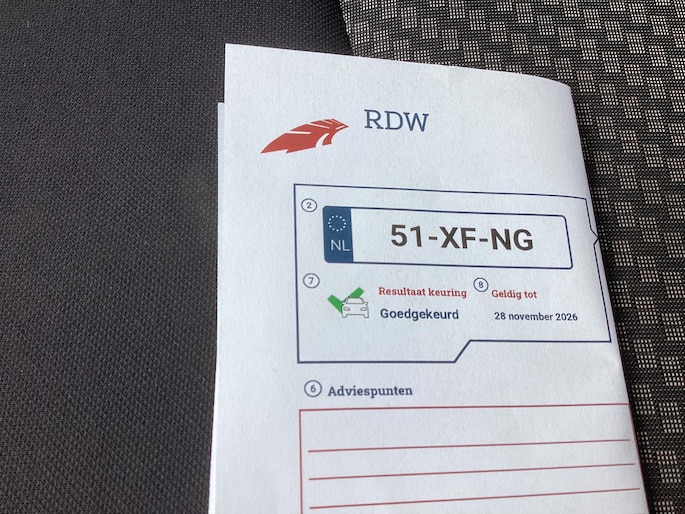 RDW
2
NL
51-XF-NG
7
Resultaat keuring
Goedgekeurd
8
Geldig tot
28 november 2026
6 Adviespunten